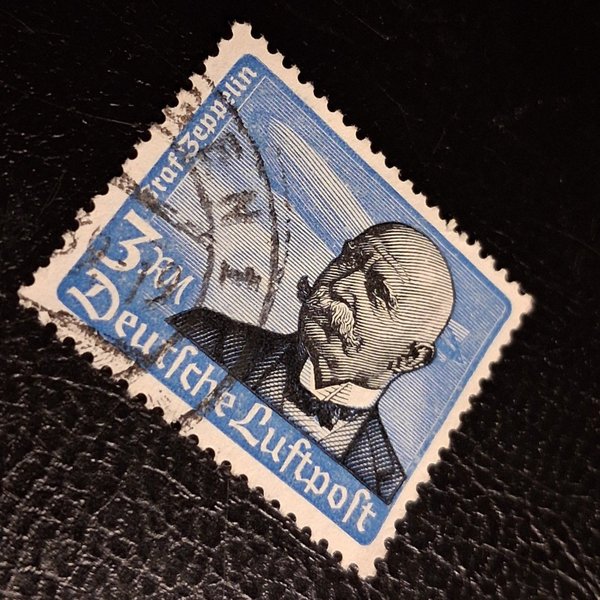 Graf Zeppelin
3 RM
Deutsche Luftpost